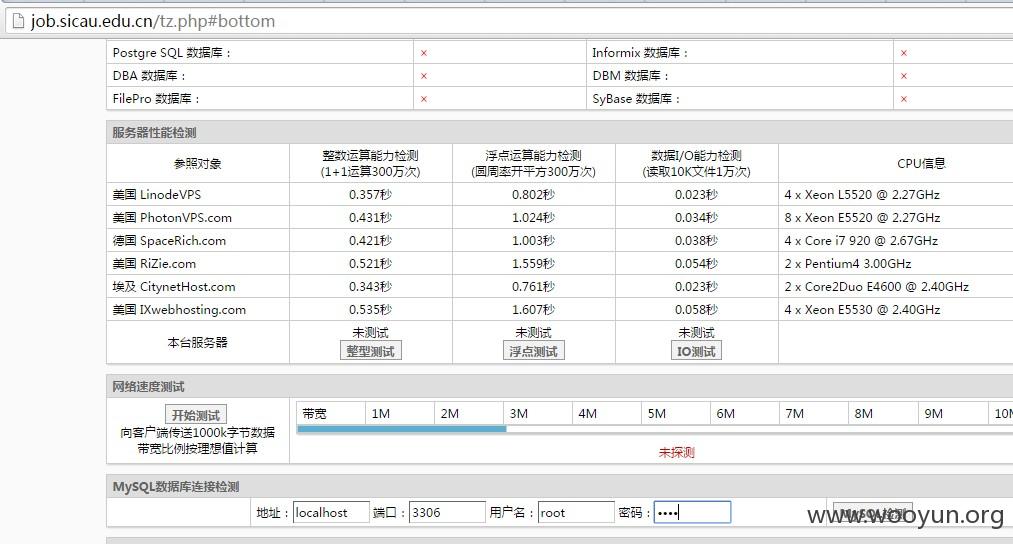 job.sicau.edu.cn/tz.php#bottom
Postgre SQL 数据库： × Informix 数据库： ×
DBA 数据库： × DBM 数据库： ×
FilePro 数据库： × SyBase 数据库： ×
服务器性能检测
参照对象 整数运算能力检测 (1+1运算300万次) 浮点运算能力检测 (圆周率开平方300万次) 数据I/O能力检测 (读取10K文件1万次) CPU信息
美国 LinodeVPS 0.357秒 0.802秒 0.023秒 4 x Xeon L5520 @ 2.27GHz
美国 PhotonVPS.com 0.431秒 1.024秒 0.034秒 8 x Xeon E5520 @ 2.27GHz
德国 SpaceRich.com 0.421秒 1.003秒 0.038秒 4 x Core i7 920 @ 2.67GHz
美国 RiZie.com 0.521秒 1.559秒 0.054秒 2 x Pentium4 3.00GHz
埃及 CitynetHost.com 0.343秒 0.761秒 0.023秒 2 x Core2Duo E4600 @ 2.40GHz
美国 IXwebhosting.com 0.535秒 1.607秒 0.058秒 4 x Xeon E5530 @ 2.40GHz
本台服务器 未测试 未测试 未测试
整型测试 浮点测试 IO测试
网络速度测试
开始测试
向客户端传送1000k字节数据
带宽比例按理想值计算
带宽 1M 2M 3M 4M 5M 6M 7M 8M 9M 10M
未探测
MySQL数据库连接检测
地址： localhost 端口： 3306 用户名： root 密码： •••• MySQL检测
www.wooyun.org